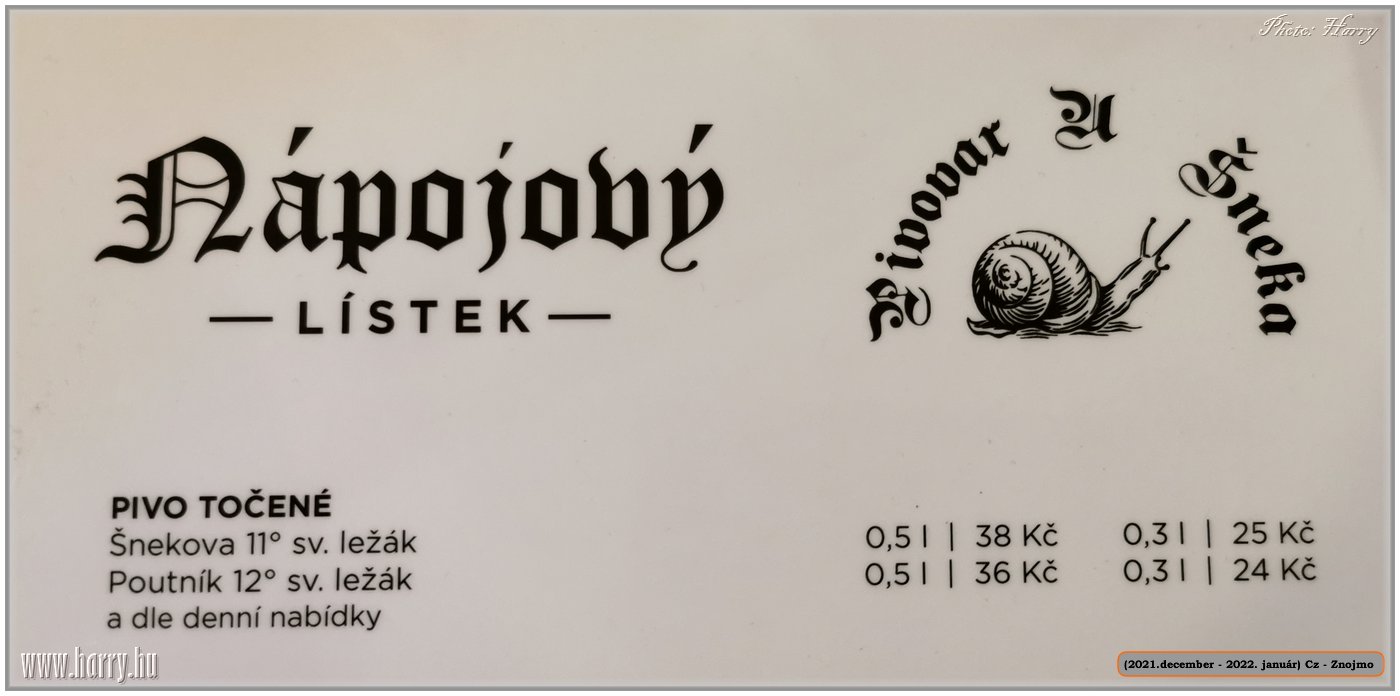 Photo: Harry
Nápojový
LÍSTEK
Pivovar U Šneka
PIVO TOČENÉ
Šnekova 11° sv. ležák 0,5 l | 38 Kč 0,3 l | 25 Kč
Poutník 12° sv. ležák 0,5 l | 36 Kč 0,3 l | 24 Kč
a dle denní nabídky
www.harry.hu
(2021.december - 2022. január) Cz - Znojmo